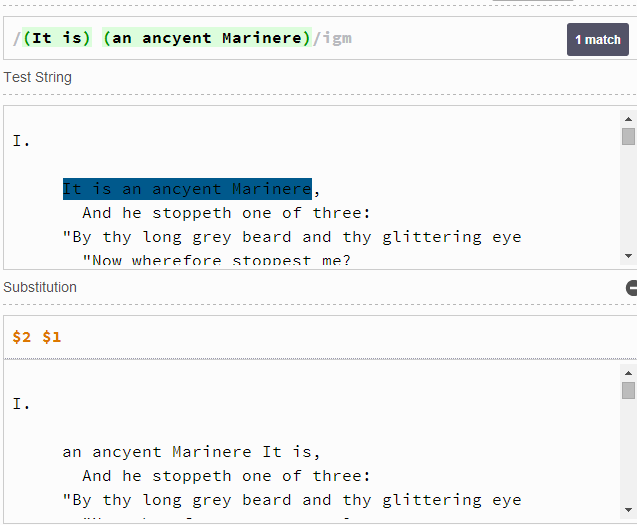 /(It is) (an ancyent Marinere)/igm
1 match
Test String
I.
It is an ancyent Marinere,
And he stoppeth one of three:
"By thy long grey beard and thy glittering eye
"Now wherefore stoppest me?
Substitution
$2 $1
I.
an ancyent Marinere It is,
And he stoppeth one of three:
"By thy long grey beard and thy glittering eye